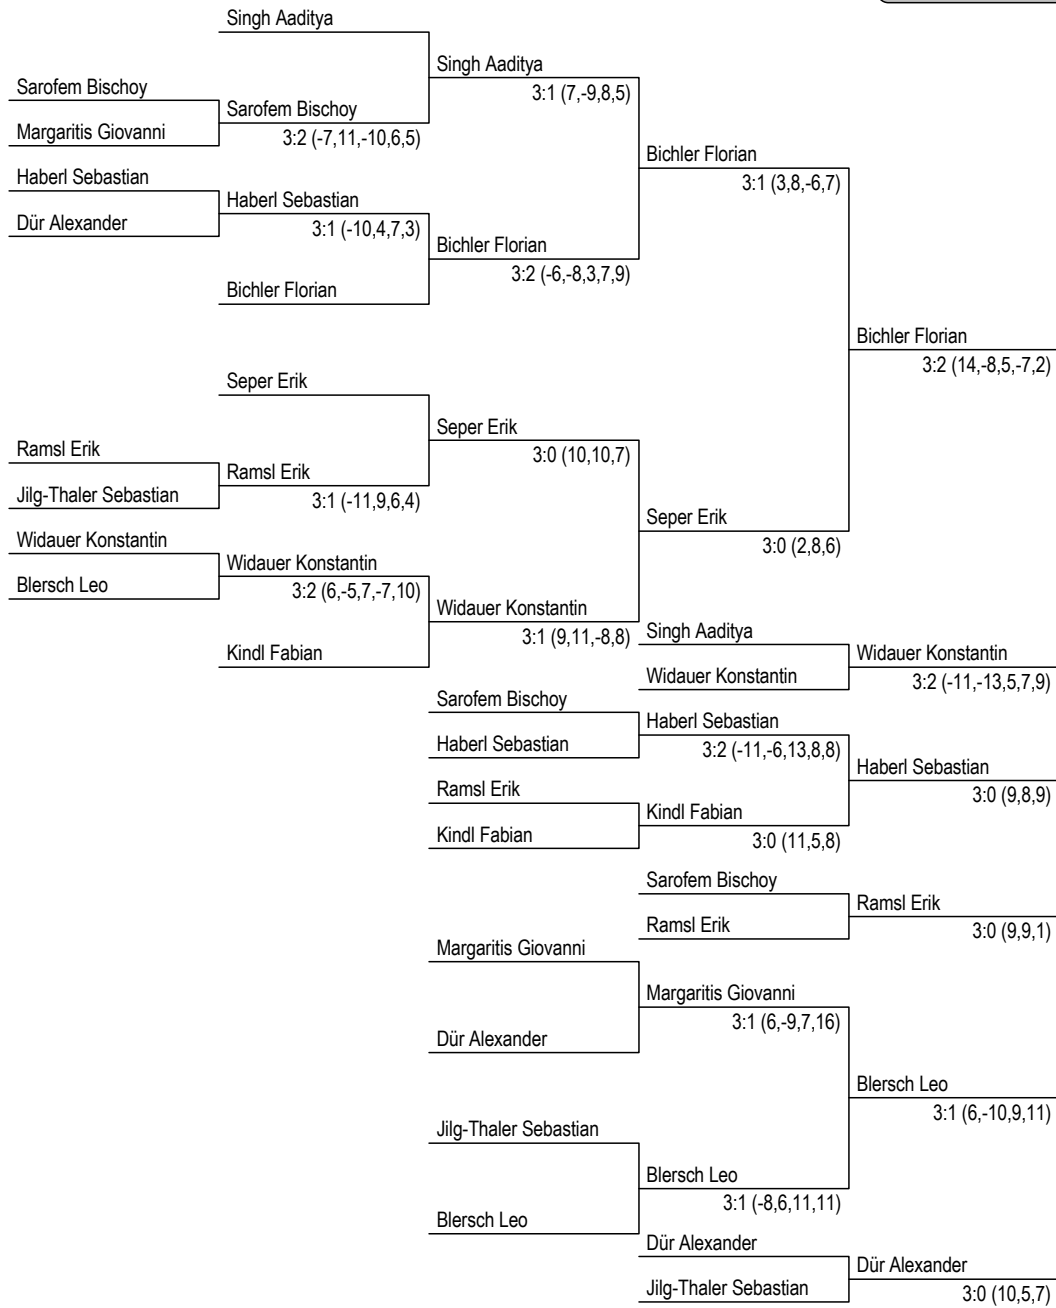 Singh Aaditya
Singh Aaditya
3:1 (7,-9,8,5)
Sarofem Bischoy
Sarofem Bischoy
3:2 (-7,11,-10,6,5)
Margaritis Giovanni
Bichler Florian
3:1 (3,8,-6,7)
Haberl Sebastian
Haberl Sebastian
3:1 (-10,4,7,3)
Dür Alexander
Bichler Florian
3:2 (-6,-8,3,7,9)
Bichler Florian
Bichler Florian
3:2 (14,-8,5,-7,2)
Seper Erik
Seper Erik
3:0 (10,10,7)
Ramsl Erik
Ramsl Erik
3:1 (-11,9,6,4)
Jilg-Thaler Sebastian
Seper Erik
3:0 (2,8,6)
Widauer Konstantin
Widauer Konstantin
3:2 (6,-5,7,-7,10)
Blersch Leo
Widauer Konstantin
3:1 (9,11,-8,8)
Kindl Fabian
Singh Aaditya
Widauer Konstantin
3:2 (-11,-13,5,7,9)
Widauer Konstantin
Sarofem Bischoy
Haberl Sebastian
3:2 (-11,-6,13,8,8)
Haberl Sebastian
Haberl Sebastian
3:0 (9,8,9)
Ramsl Erik
Kindl Fabian
3:0 (11,5,8)
Kindl Fabian
Sarofem Bischoy
Ramsl Erik
3:0 (9,9,1)
Ramsl Erik
Margaritis Giovanni
Margaritis Giovanni
3:1 (6,-9,7,16)
Dür Alexander
Blersch Leo
3:1 (6,-10,9,11)
Jilg-Thaler Sebastian
Blersch Leo
3:1 (-8,6,11,11)
Blersch Leo
Dür Alexander
Dür Alexander
3:0 (10,5,7)
Jilg-Thaler Sebastian